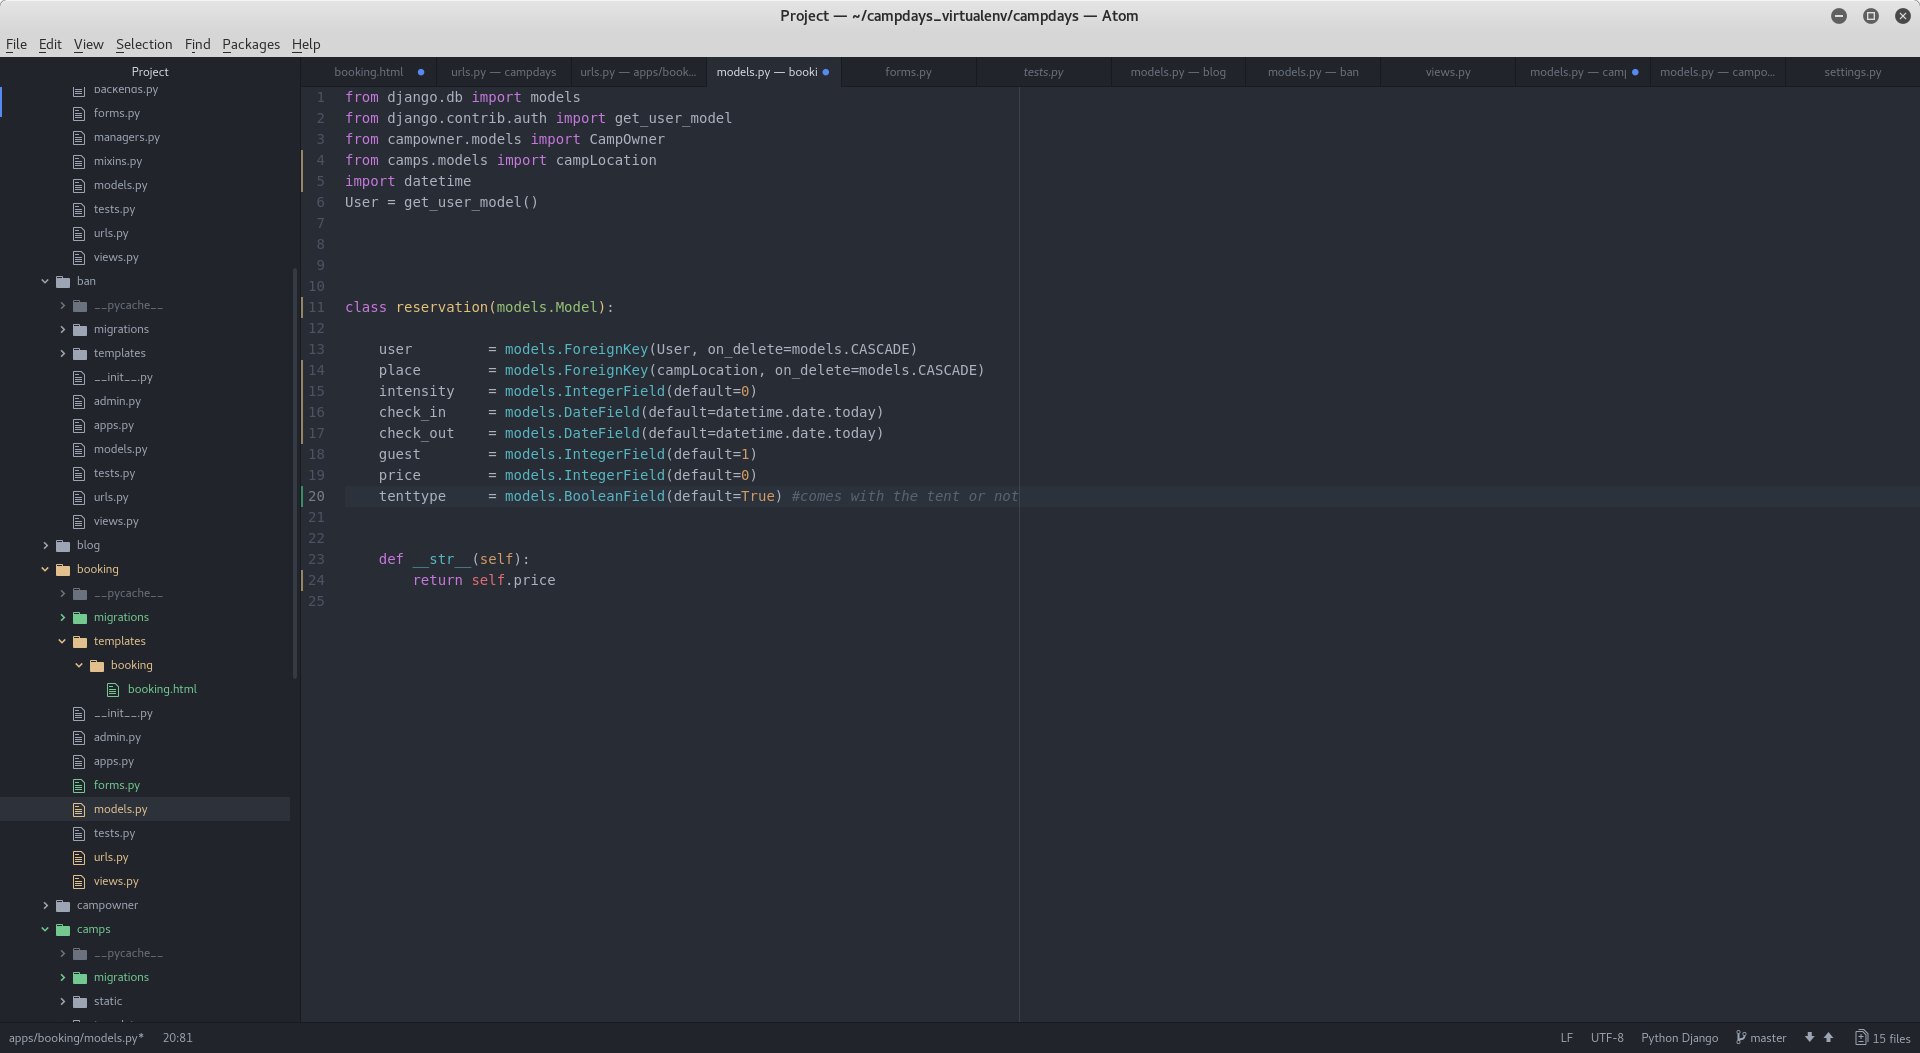 Project — ~/campdays_virtualenv/campdays — Atom
File Edit View Selection Find Packages Help
Project
booking.html
urls.py — campdays
urls.py — apps/book...
models.py — booki
forms.py
tests.py
models.py — blog
models.py — ban
views.py
models.py — camp
models.py — campo...
settings.py
backends.py
forms.py
managers.py
mixins.py
models.py
tests.py
urls.py
views.py
ban
__pycache__
migrations
templates
__init__.py
admin.py
apps.py
models.py
tests.py
urls.py
views.py
blog
booking
__pycache__
migrations
templates
booking
booking.html
__init__.py
admin.py
apps.py
forms.py
models.py
tests.py
urls.py
views.py
campowner
camps
__pycache__
migrations
static
1 from django.db import models
2 from django.contrib.auth import get_user_model
3 from campowner.models import CampOwner
4 from camps.models import campLocation
5 import datetime
6 User = get_user_model()
7
8
9
10
11 class reservation(models.Model):
12
13     user         = models.ForeignKey(User, on_delete=models.CASCADE)
14     place        = models.ForeignKey(campLocation, on_delete=models.CASCADE)
15     intensity    = models.IntegerField(default=0)
16     check_in     = models.DateField(default=datetime.date.today)
17     check_out    = models.DateField(default=datetime.date.today)
18     guest        = models.IntegerField(default=1)
19     price        = models.IntegerField(default=0)
20     tenttype     = models.BooleanField(default=True) #comes with the tent or not
21
22
23     def __str__(self):
24         return self.price
25
apps/booking/models.py* 20:81
LF UTF-8 Python Django master 15 files